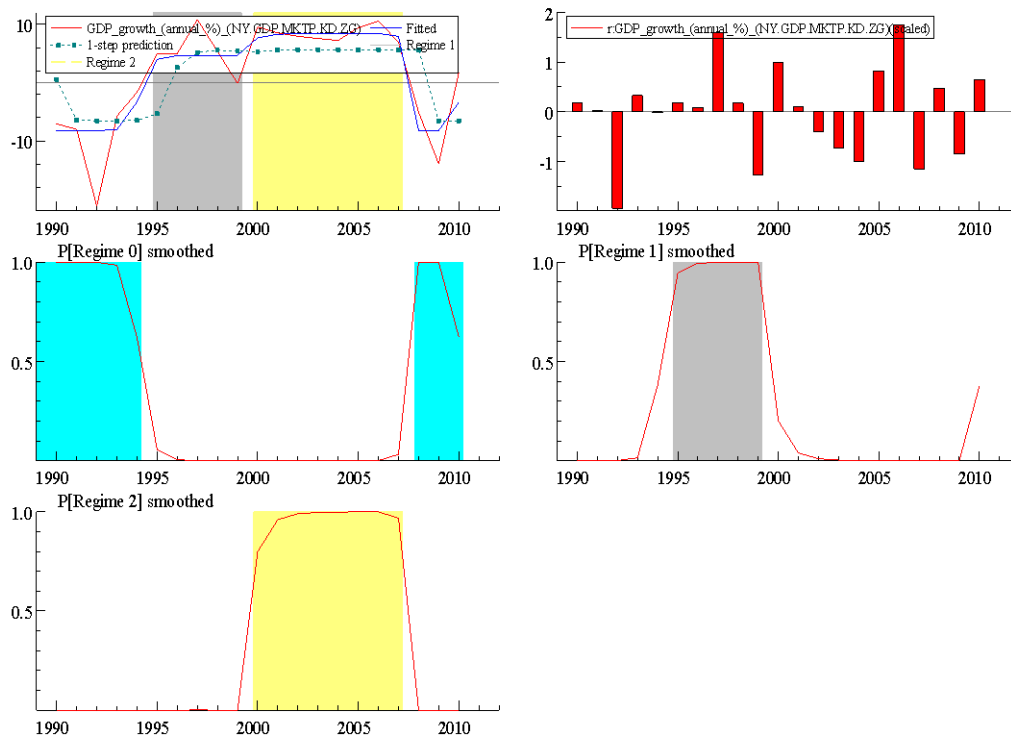 GDP_growth_(annual_%)_(NY.GDP.MKTP.KD.ZG) Fitted
1-step prediction Regime 1
Regime 2
10
-10
1990 1995 2000 2005 2010
r:GDP_growth_(annual_%)_(NY.GDP.MKTP.KD.ZG)(scaled)
2
1
0
-1
1990 1995 2000 2005 2010
P[Regime 0] smoothed
1.0
0.5
1990 1995 2000 2005 2010
P[Regime 1] smoothed
1.0
0.5
1990 1995 2000 2005 2010
P[Regime 2] smoothed
1.0
0.5
1990 1995 2000 2005 2010